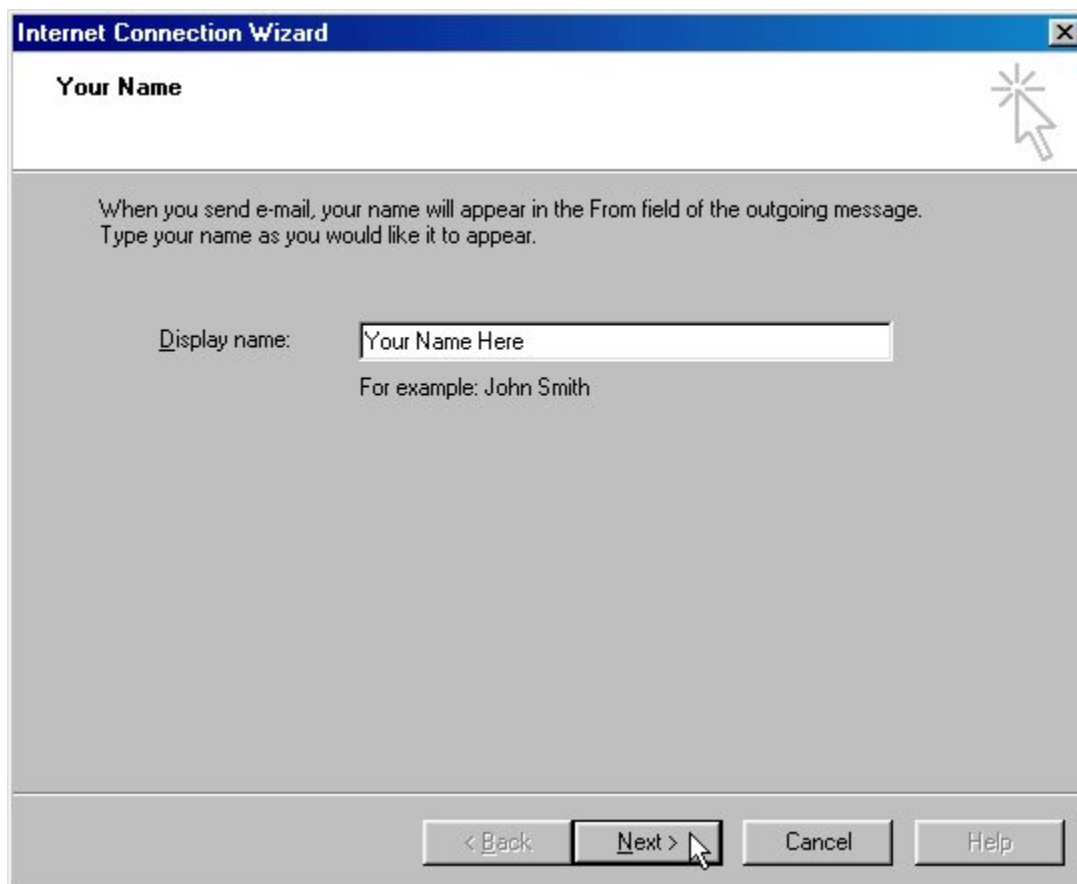 Internet Connection Wizard
Your Name
When you send e-mail, your name will appear in the From field of the outgoing message.
Type your name as you would like it to appear.
Display name: Your Name Here
For example: John Smith
< Back Next > Cancel Help